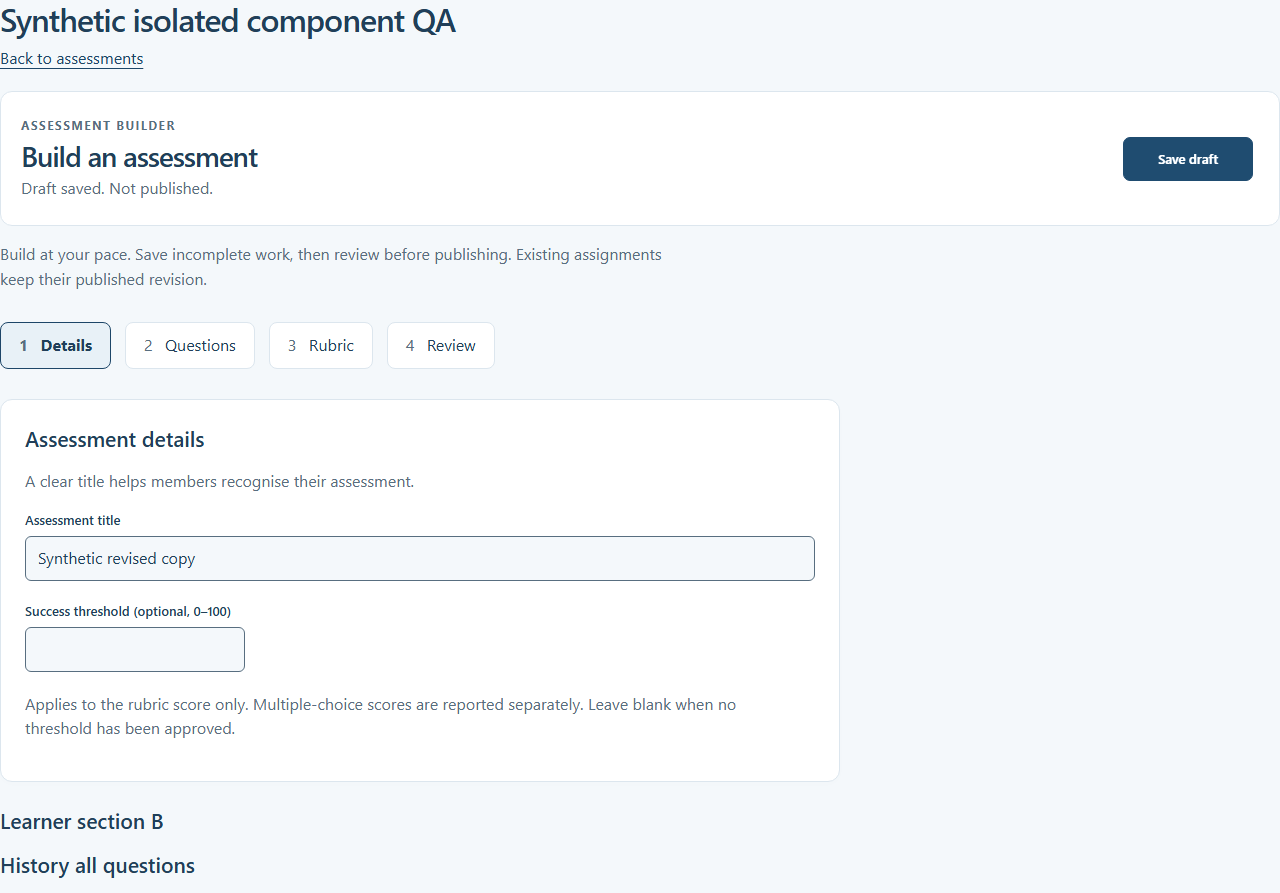 Synthetic isolated component QA
Back to assessments
ASSESSMENT BUILDER
Build an assessment
Draft saved. Not published.
Save draft
Build at your pace. Save incomplete work, then review before publishing. Existing assignments
keep their published revision.
1 Details
2 Questions
3 Rubric
4 Review
Assessment details
A clear title helps members recognise their assessment.
Assessment title
Synthetic revised copy
Success threshold (optional, 0–100)
Applies to the rubric score only. Multiple-choice scores are reported separately. Leave blank when no
threshold has been approved.
Learner section B
History all questions